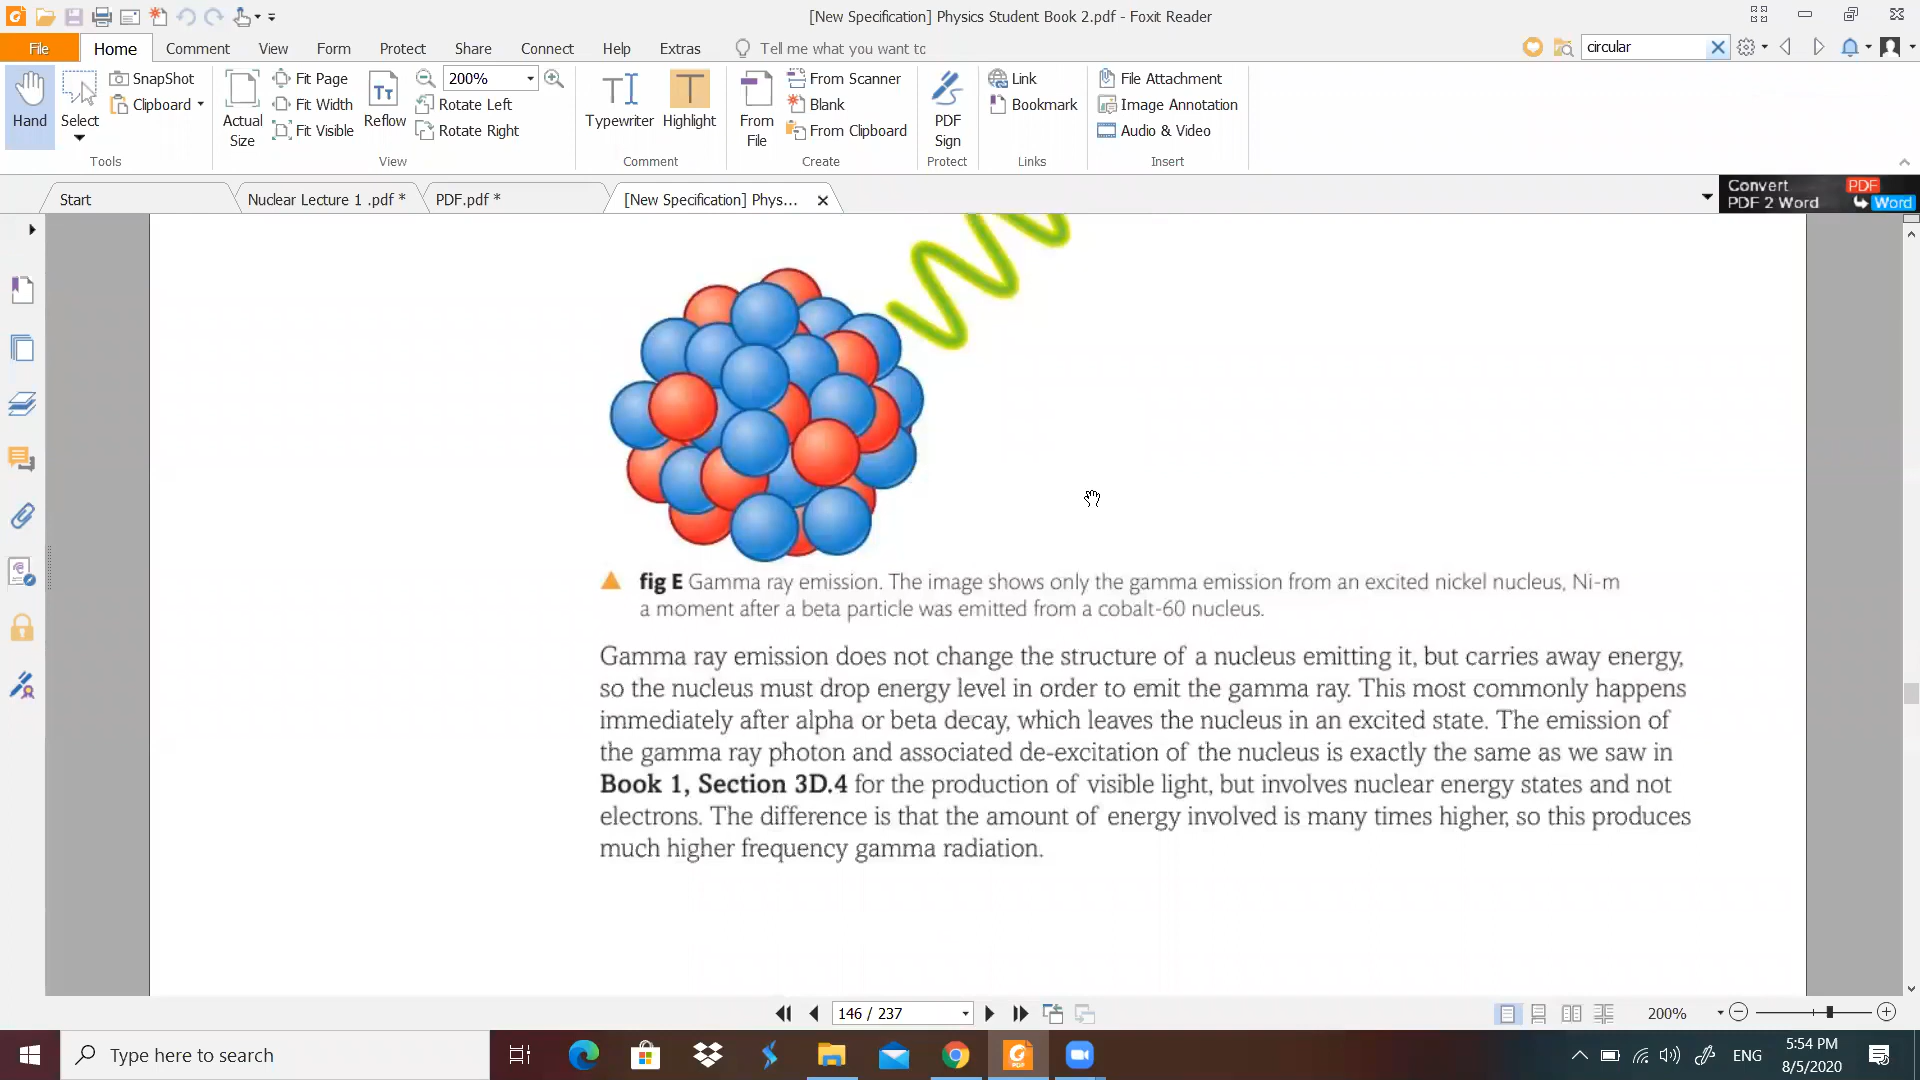 [New Specification] Physics Student Book 2.pdf - Foxit Reader
File
Home
Comment
View
Form
Protect
Share
Connect
Help
Extras
Tell me what you want to
circular
Hand
Select
SnapShot
Clipboard
Tools
Actual Size
Fit Page
Fit Width
Fit Visible
Reflow
200%
Rotate Left
Rotate Right
View
Typewriter
Highlight
Comment
From File
From Scanner
Blank
From Clipboard
Create
PDF Sign
Protect
Link
Bookmark
Links
File Attachment
Image Annotation
Audio & Video
Insert
Start
Nuclear Lecture 1 .pdf *
PDF.pdf *
[New Specification] Phys...
Convert PDF
PDF 2 Word Word
fig E Gamma ray emission. The image shows only the gamma emission from an excited nickel nucleus, Ni-m
a moment after a beta particle was emitted from a cobalt-60 nucleus.
Gamma ray emission does not change the structure of a nucleus emitting it, but carries away energy,
so the nucleus must drop energy level in order to emit the gamma ray. This most commonly happens
immediately after alpha or beta decay, which leaves the nucleus in an excited state. The emission of
the gamma ray photon and associated de-excitation of the nucleus is exactly the same as we saw in
Book 1, Section 3D.4 for the production of visible light, but involves nuclear energy states and not
electrons. The difference is that the amount of energy involved is many times higher, so this produces
much higher frequency gamma radiation.
146 / 237
200%
Type here to search
ENG
5:54 PM
8/5/2020